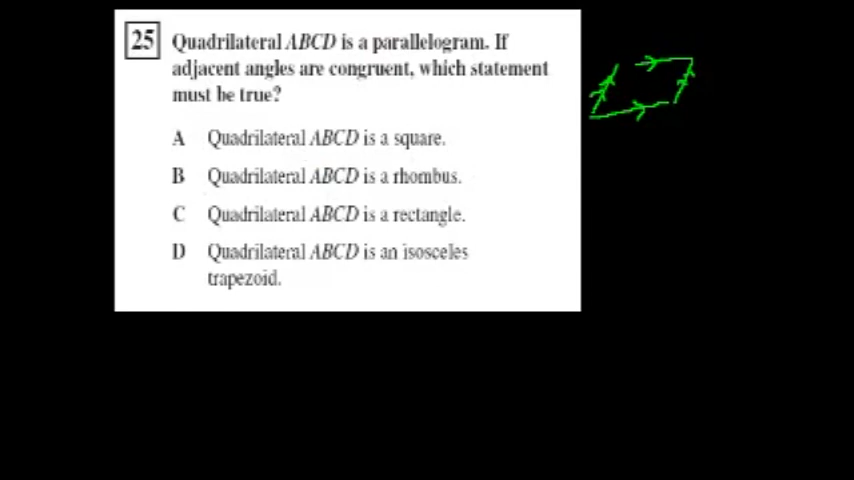 25 Quadrilateral ABCD is a parallelogram. If
adjacent angles are congruent, which statement
must be true?
A Quadrilateral ABCD is a square.
B Quadrilateral ABCD is a rhombus.
C Quadrilateral ABCD is a rectangle.
D Quadrilateral ABCD is an isosceles
trapezoid.